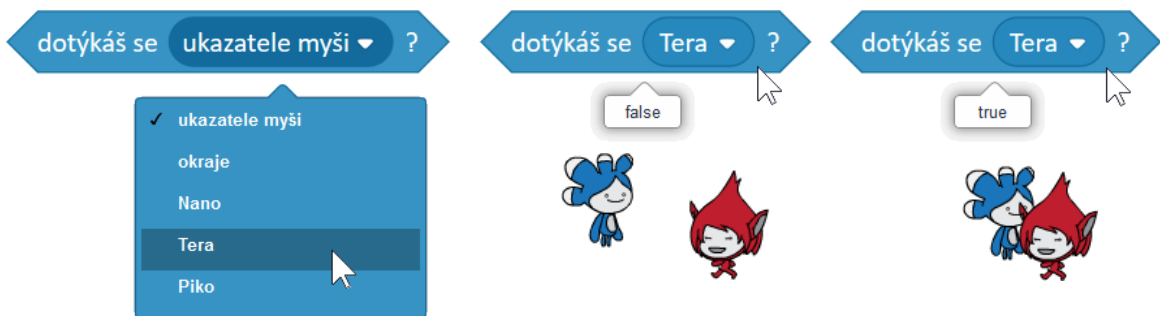 dotýkáš se ukazatele myši ?
✓ ukazatele myši
okraje
Nano
Tera
Piko
dotýkáš se Tera ?
false
dotýkáš se Tera ?
true